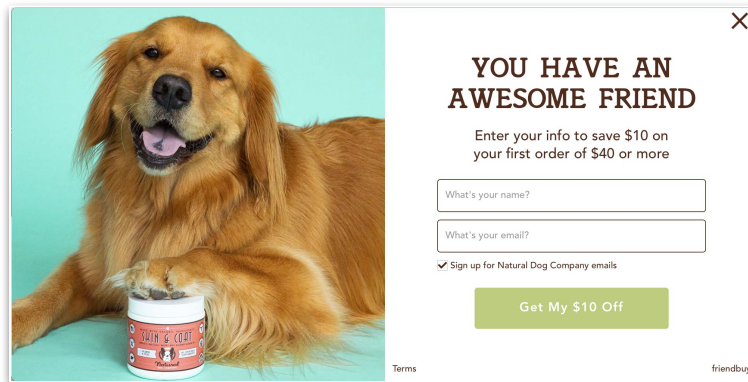 YOU HAVE AN
AWESOME FRIEND
Enter your info to save $10 on
your first order of $40 or more
What's your name?
What's your email?
Sign up for Natural Dog Company emails
Get My $10 Off
SKIN & COAT
Terms
friendbuy